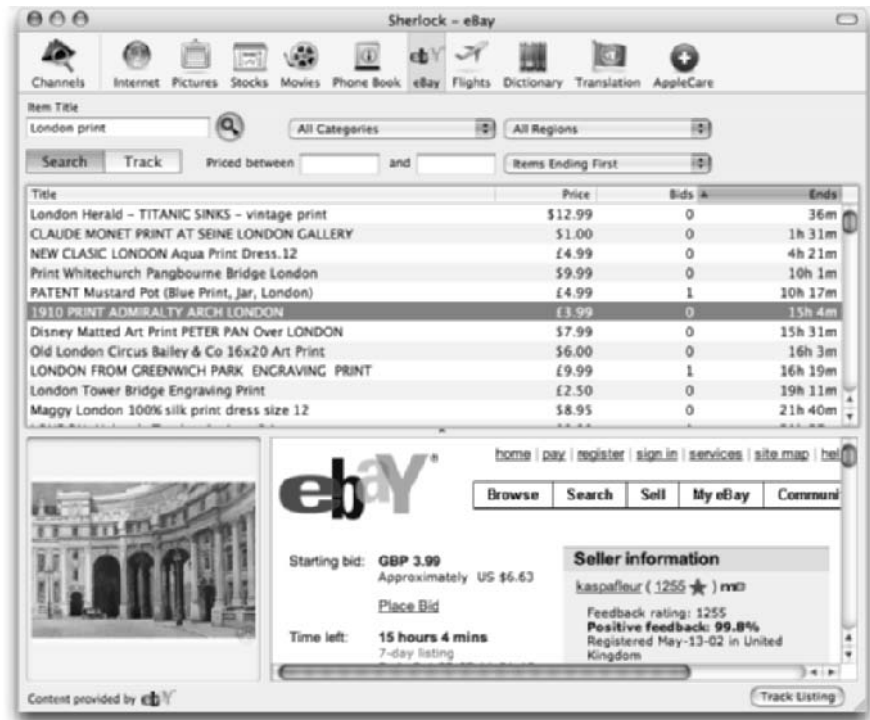 Sherlock – eBay
Channels Internet Pictures Stocks Movies Phone Book eBay Flights Dictionary Translation AppleCare
Item Title
London print All Categories All Regions
Search Track Priced between and Items Ending First
Title Price Bids Ends
London Herald – TITANIC SINKS – vintage print $12.99 0 36m
CLAUDE MONET PRINT AT SEINE LONDON GALLERY $1.00 0 1h 31m
NEW CLASIC LONDON Aqua Print Dress.12 £4.99 0 4h 21m
Print Whitechurch Pangbourne Bridge London $9.99 0 10h 1m
PATENT Mustard Pot (Blue Print, Jar, London) £4.99 1 10h 17m
1910 PRINT ADMIRALTY ARCH LONDON £3.99 0 15h 4m
Disney Matted Art Print PETER PAN Over LONDON $7.99 0 15h 31m
Old London Circus Bailey & Co 16x20 Art Print $6.00 0 16h 3m
LONDON FROM GREENWICH PARK ENGRAVING PRINT £9.99 1 16h 19m
London Tower Bridge Engraving Print £2.50 0 19h 11m
Maggy London 100% silk print dress size 12 $8.95 0 21h 40m
home | pay | register | sign in | services | site map | hel
ebaY®
Browse Search Sell My eBay Communi
Starting bid: GBP 3.99
Approximately US $6.63
Place Bid
Time left: 15 hours 4 mins
7-day listing
Seller information
kaspafleur ( 1255 ) me
Feedback rating: 1255
Positive feedback: 99.8%
Registered May-13-02 in United
Kingdom
Content provided by ebY
Track Listing